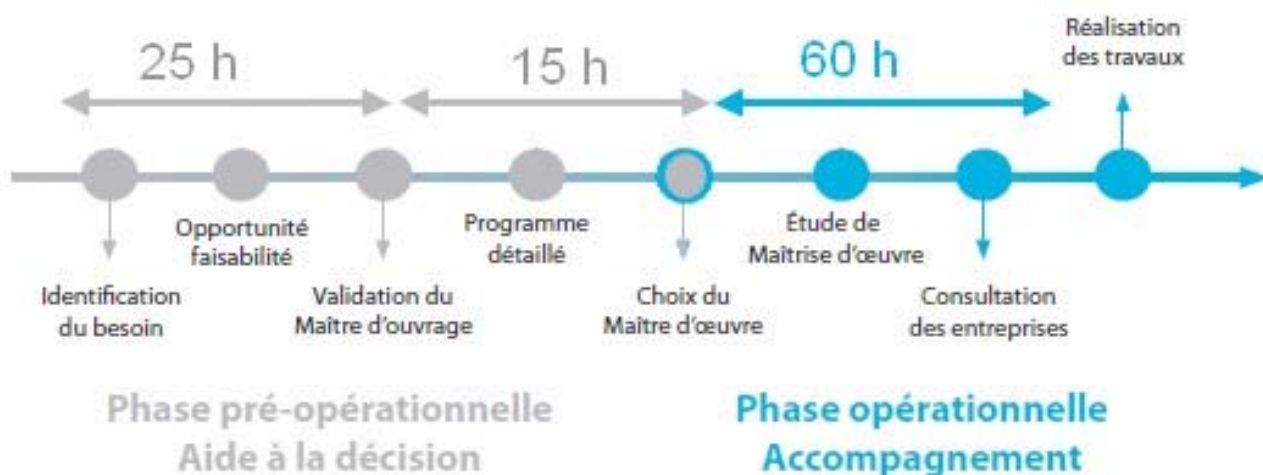 25 h
15 h
60 h
Réalisation
des travaux
Opportunité
faisabilité
Programme
détaillé
Étude de
Maîtrise d'œuvre
Identification
du besoin
Validation du
Maître d'ouvrage
Choix du
Maître d'œuvre
Consultation
des entreprises
Phase pré-opérationnelle
Aide à la décision
Phase opérationnelle
Accompagnement